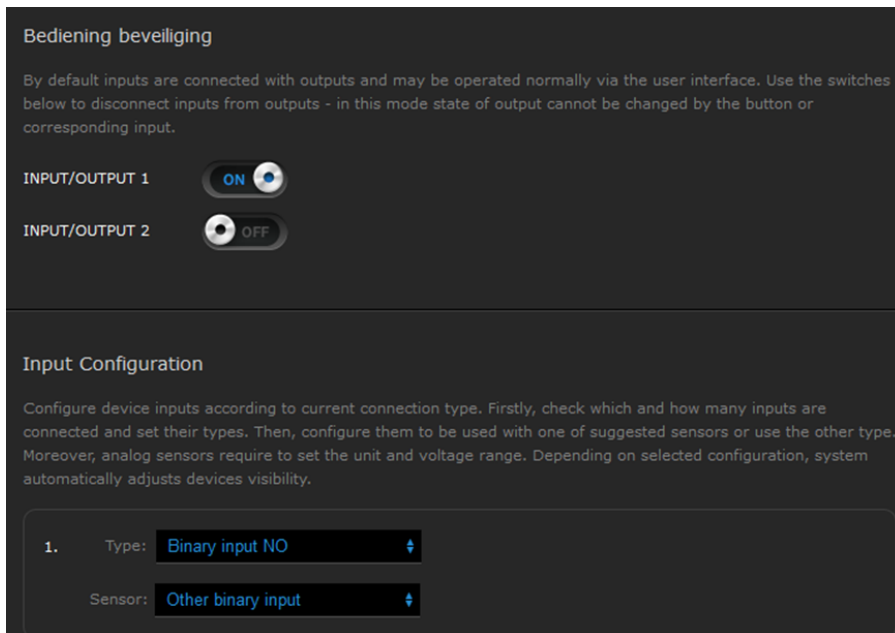 Bediening beveiliging
By default inputs are connected with outputs and may be operated normally via the user interface. Use the switches
below to disconnect inputs from outputs - in this mode state of output cannot be changed by the button or
corresponding input.
INPUT/OUTPUT 1 ON
INPUT/OUTPUT 2 OFF
Input Configuration
Configure device inputs according to current connection type. Firstly, check which and how many inputs are
connected and set their types. Then, configure them to be used with one of suggested sensors or use the other type.
Moreover, analog sensors require to set the unit and voltage range. Depending on selected configuration, system
automatically adjusts devices visibility.
1. Type: Binary input NO
Sensor: Other binary input